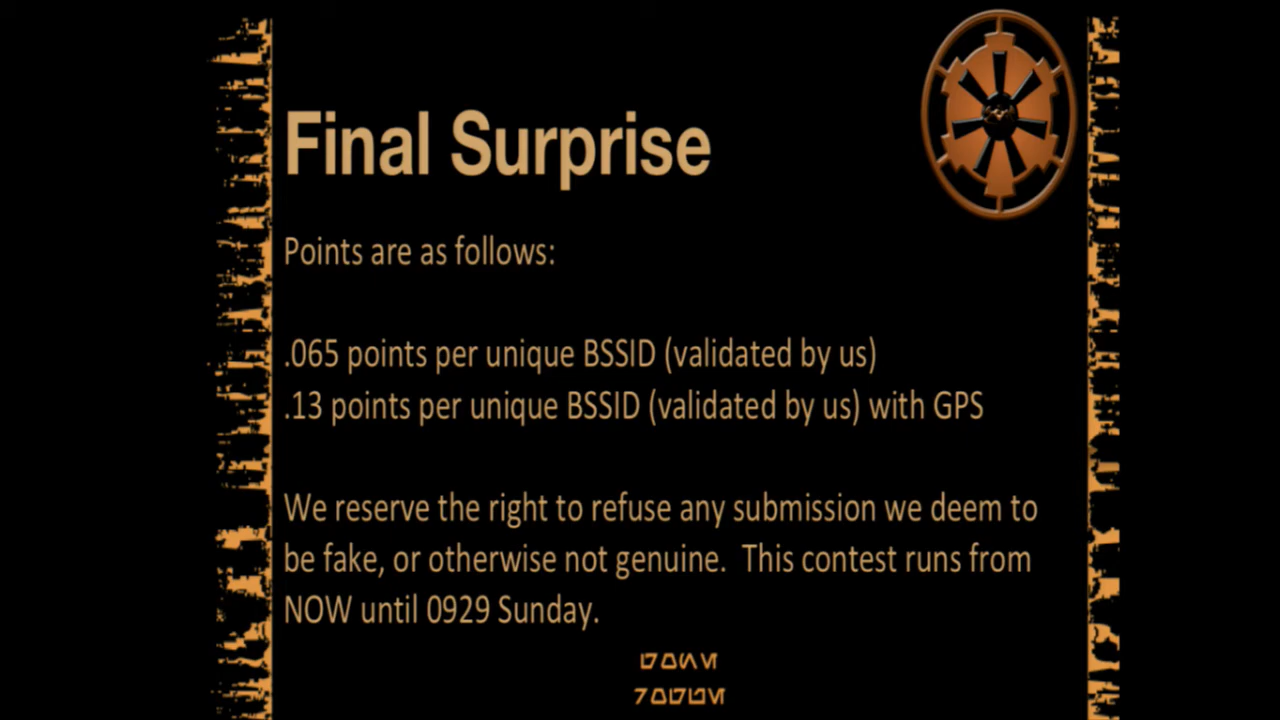 Final Surprise
Points are as follows:
.065 points per unique BSSID (validated by us)
.13 points per unique BSSID (validated by us) with GPS
We reserve the right to refuse any submission we deem to
be fake, or otherwise not genuine.  This contest runs from
NOW until 0929 Sunday.